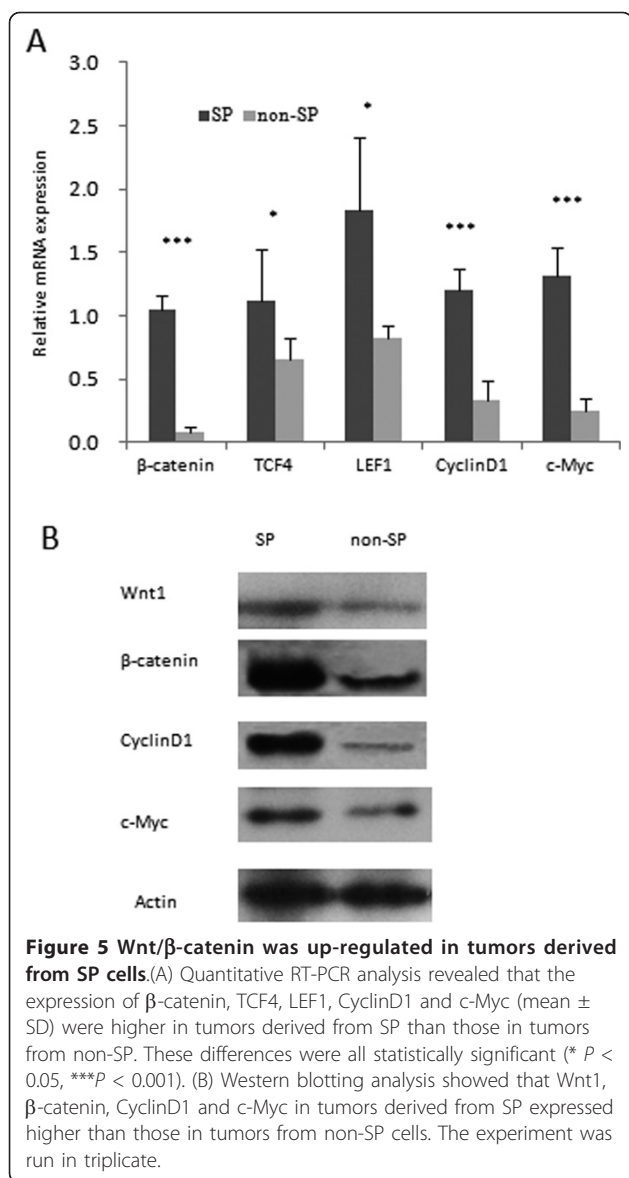 A
3.0
2.5
2.0
1.5
1.0
0.5
0.0
Relative mRNA expression
SP non-SP
***
*
*
***
***
β-catenin TCF4 LEF1 CyclinD1 c-Myc
B
SP non-SP
Wnt1
β-catenin
CyclinD1
c-Myc
Actin
Figure 5 Wnt/β-catenin was up-regulated in tumors derived
from SP cells.(A) Quantitative RT-PCR analysis revealed that the
expression of β-catenin, TCF4, LEF1, CyclinD1 and c-Myc (mean ±
SD) were higher in tumors derived from SP than those in tumors
from non-SP. These differences were all statistically significant (* P <
0.05, ***P < 0.001). (B) Western blotting analysis showed that Wnt1,
β-catenin, CyclinD1 and c-Myc in tumors derived from SP expressed
higher than those in tumors from non-SP cells. The experiment was
run in triplicate.